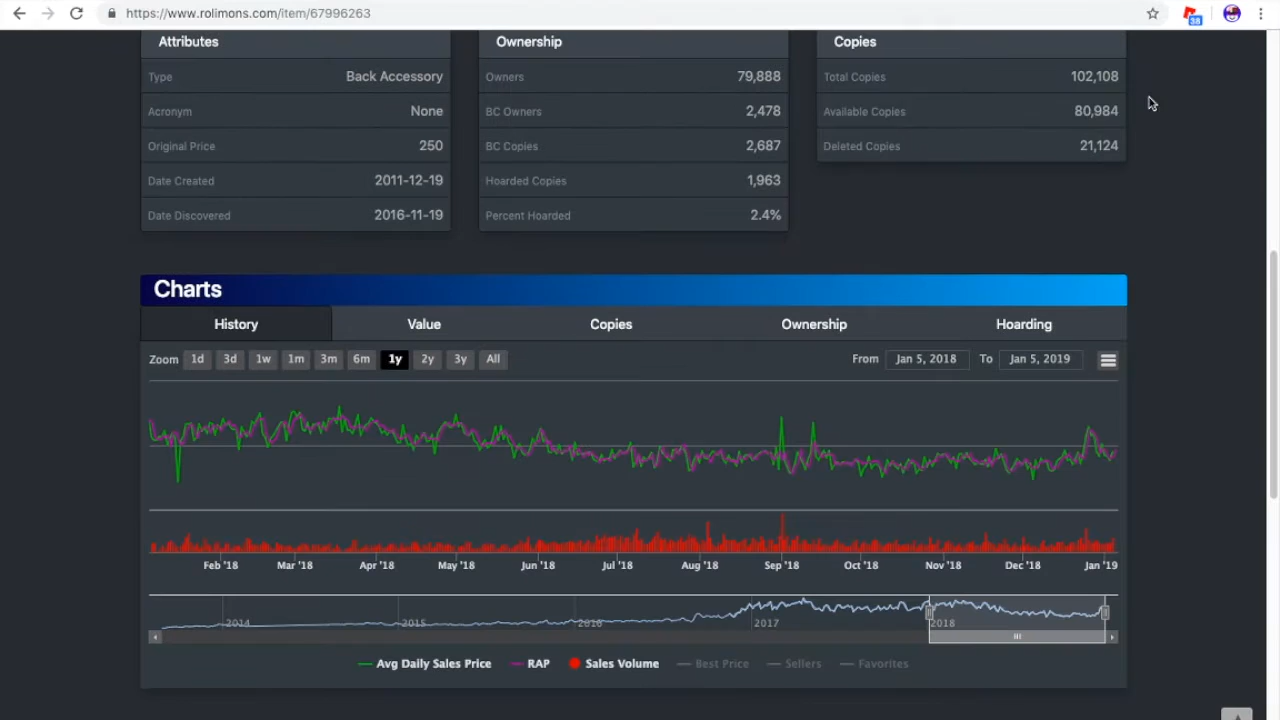 https://www.rolimons.com/item/67996263
38
Attributes
Type Back Accessory
Acronym None
Original Price 250
Date Created 2011-12-19
Date Discovered 2016-11-19
Ownership
Owners 79,888
BC Owners 2,478
BC Copies 2,687
Hoarded Copies 1,963
Percent Hoarded 2.4%
Copies
Total Copies 102,108
Available Copies 80,984
Deleted Copies 21,124
Charts
History Value Copies Ownership Hoarding
Zoom 1d 3d 1w 1m 3m 6m 1y 2y 3y All From Jan 5, 2018 To Jan 5, 2019
Feb '18 Mar '18 Apr '18 May '18 Jun '18 Jul '18 Aug '18 Sep '18 Oct '18 Nov '18 Dec '18 Jan '19
2014 2015 2016 2017 2018
Avg Daily Sales Price RAP Sales Volume Best Price Sellers Favorites